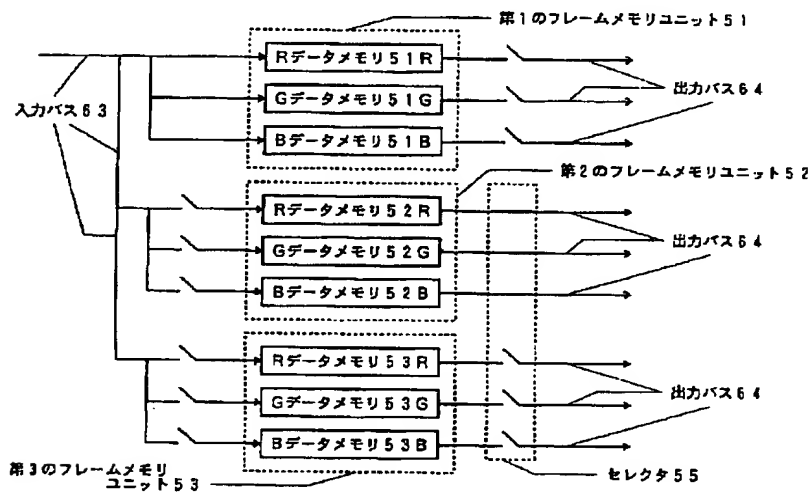 第1のフレームメモリユニット51
Rデータメモリ51R
Gデータメモリ51G
Bデータメモリ51B
入力バス63
出力バス64
第2のフレームメモリユニット52
Rデータメモリ52R
Gデータメモリ52G
Bデータメモリ52B
出力バス64
Rデータメモリ53R
Gデータメモリ53G
Bデータメモリ53B
出力バス64
第3のフレームメモリ
ユニット53
セレクタ55